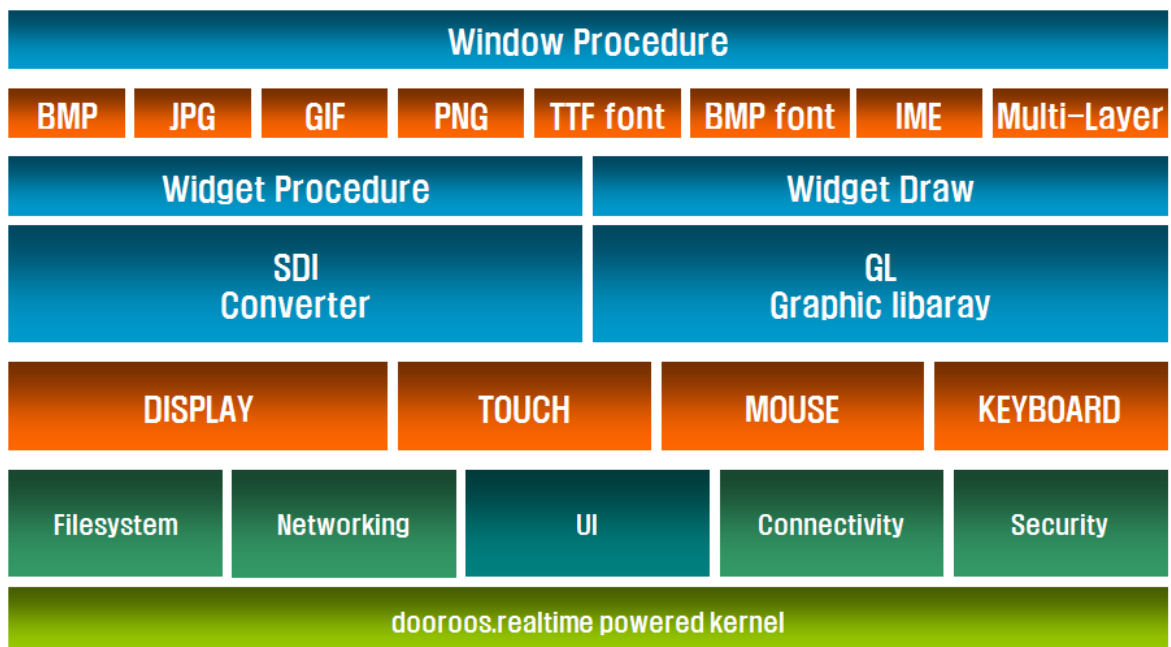 Window Procedure
BMP JPG GIF PNG TTF font BMP font IME Multi-Layer
Widget Procedure Widget Draw
SDI GL
Converter Graphic libaray
DISPLAY TOUCH MOUSE KEYBOARD
Filesystem Networking UI Connectivity Security
dooroos.realtime powered kernel